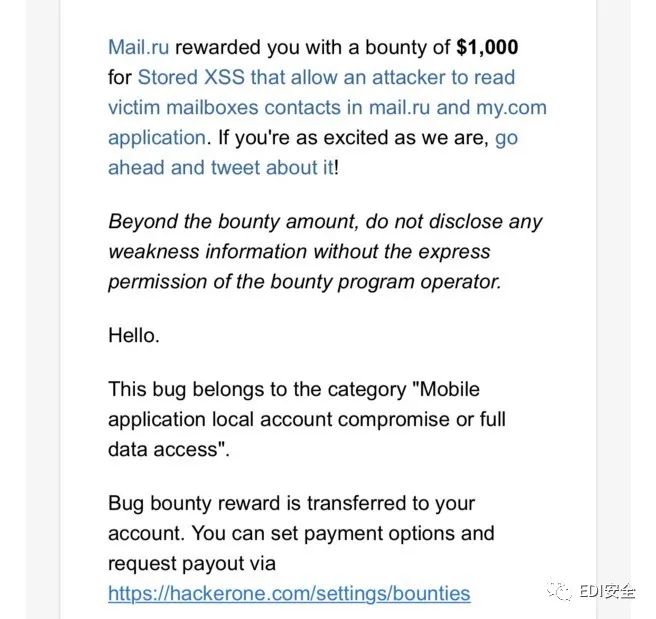 Mail.ru rewarded you with a bounty of $1,000
for Stored XSS that allow an attacker to read
victim mailboxes contacts in mail.ru and my.com
application. If you're as excited as we are, go
ahead and tweet about it!
Beyond the bounty amount, do not disclose any
weakness information without the express
permission of the bounty program operator.
Hello.
This bug belongs to the category "Mobile
application local account compromise or full
data access".
Bug bounty reward is transferred to your
account. You can set payment options and
request payout via
https://hackerone.com/settings/bounties
EDI安全